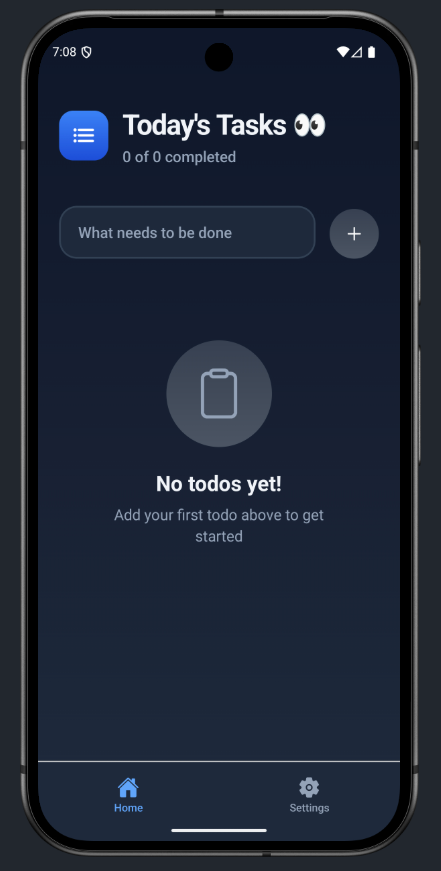 7:08
Today's Tasks 👀
0 of 0 completed
What needs to be done
No todos yet!
Add your first todo above to get
started
Home
Settings